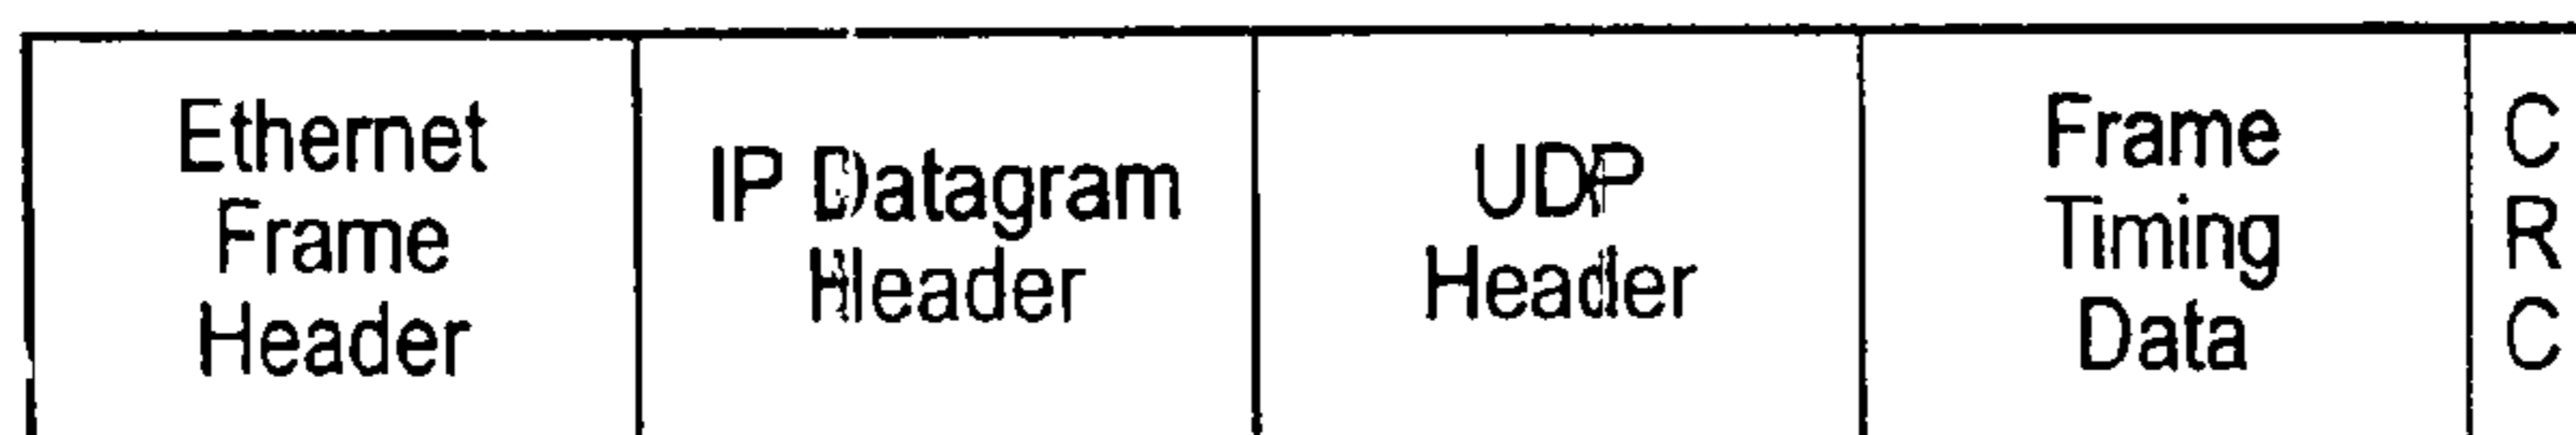 Ethernet
Frame
Header
IP Datagram
Header
UDP
Header
Frame
Timing
Data
C
R
C